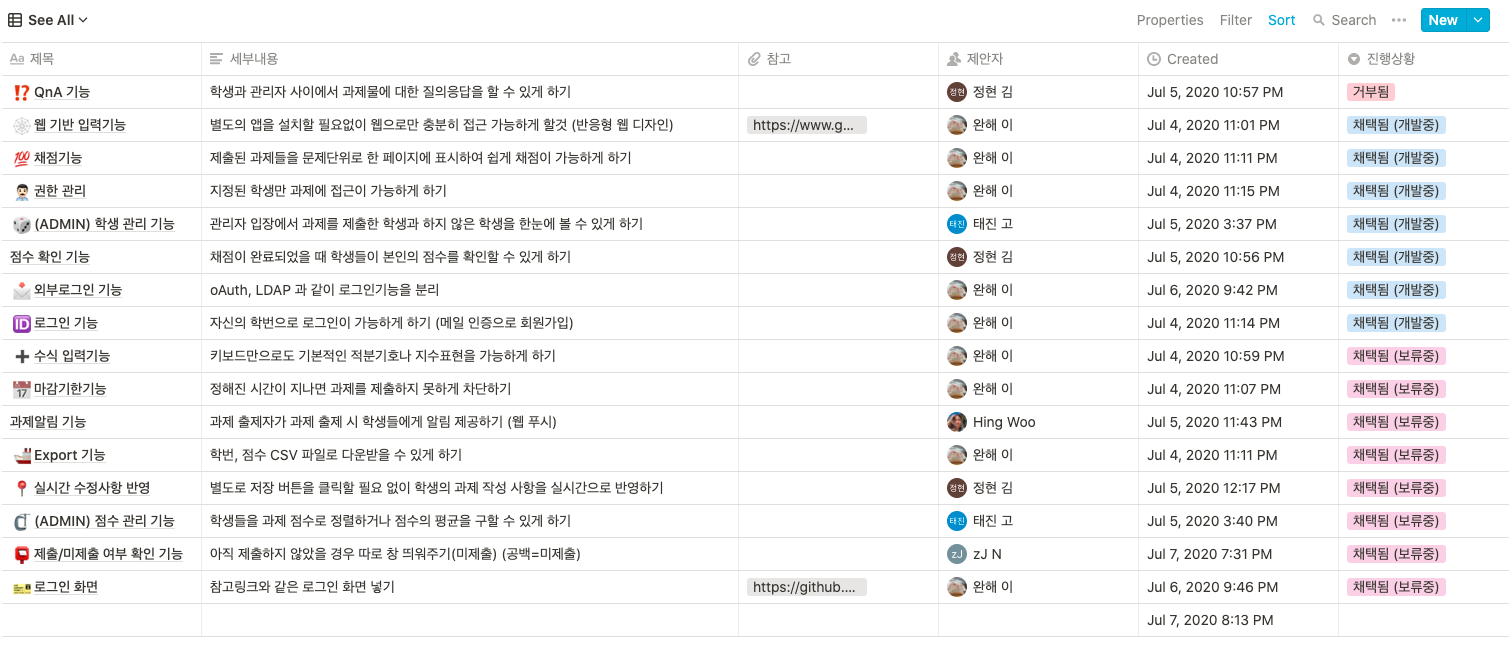 See All
Properties Filter Sort Search New
Aa 제목 세부내용 참고 제안자 Created 진행상황
⁉️ QnA 기능 학생과 관리자 사이에서 과제물에 대한 질의응답을 할 수 있게 하기 정현 정현 김 Jul 5, 2020 10:57 PM 거부됨
웹 기반 입력기능 별도의 앱을 설치할 필요없이 웹으로만 충분히 접근 가능하게 할것 (반응형 웹 디자인) https://www.g... 완해 이 Jul 4, 2020 11:01 PM 채택됨 (개발중)
💯 채점기능 제출된 과제들을 문제단위로 한 페이지에 표시하여 쉽게 채점이 가능하게 하기 완해 이 Jul 4, 2020 11:11 PM 채택됨 (개발중)
권한 관리 지정된 학생만 과제에 접근이 가능하게 하기 완해 이 Jul 4, 2020 11:15 PM 채택됨 (개발중)
(ADMIN) 학생 관리 기능 관리자 입장에서 과제를 제출한 학생과 하지 않은 학생을 한눈에 볼 수 있게 하기 태진 태진 고 Jul 5, 2020 3:37 PM 채택됨 (개발중)
점수 확인 기능 채점이 완료되었을 때 학생들이 본인의 점수를 확인할 수 있게 하기 정현 정현 김 Jul 5, 2020 10:56 PM 채택됨 (개발중)
외부로그인 기능 oAuth, LDAP 과 같이 로그인기능을 분리 완해 이 Jul 6, 2020 9:42 PM 채택됨 (개발중)
🆔 로그인 기능 자신의 학번으로 로그인이 가능하게 하기 (메일 인증으로 회원가입) 완해 이 Jul 4, 2020 11:14 PM 채택됨 (개발중)
➕ 수식 입력기능 키보드만으로도 기본적인 적분기호나 지수표현을 가능하게 하기 완해 이 Jul 4, 2020 10:59 PM 채택됨 (보류중)
마감기한기능 정해진 시간이 지나면 과제를 제출하지 못하게 차단하기 완해 이 Jul 4, 2020 11:07 PM 채택됨 (보류중)
과제알림 기능 과제 출제자가 과제 출제 시 학생들에게 알림 제공하기 (웹 푸시) Hing Woo Jul 5, 2020 11:43 PM 채택됨 (보류중)
Export 기능 학번, 점수 CSV 파일로 다운받을 수 있게 하기 완해 이 Jul 4, 2020 11:11 PM 채택됨 (보류중)
실시간 수정사항 반영 별도로 저장 버튼을 클릭할 필요 없이 학생의 과제 작성 사항을 실시간으로 반영하기 정현 정현 김 Jul 5, 2020 12:17 PM 채택됨 (보류중)
(ADMIN) 점수 관리 기능 학생들을 과제 점수로 정렬하거나 점수의 평균을 구할 수 있게 하기 태진 태진 고 Jul 5, 2020 3:40 PM 채택됨 (보류중)
제출/미제출 여부 확인 기능 아직 제출하지 않았을 경우 따로 창 띄워주기(미제출) (공백=미제출) zJ zJ N Jul 7, 2020 7:31 PM 채택됨 (보류중)
로그인 화면 참고링크와 같은 로그인 화면 넣기 https://github.... 완해 이 Jul 6, 2020 9:46 PM 채택됨 (보류중)
Jul 7, 2020 8:13 PM